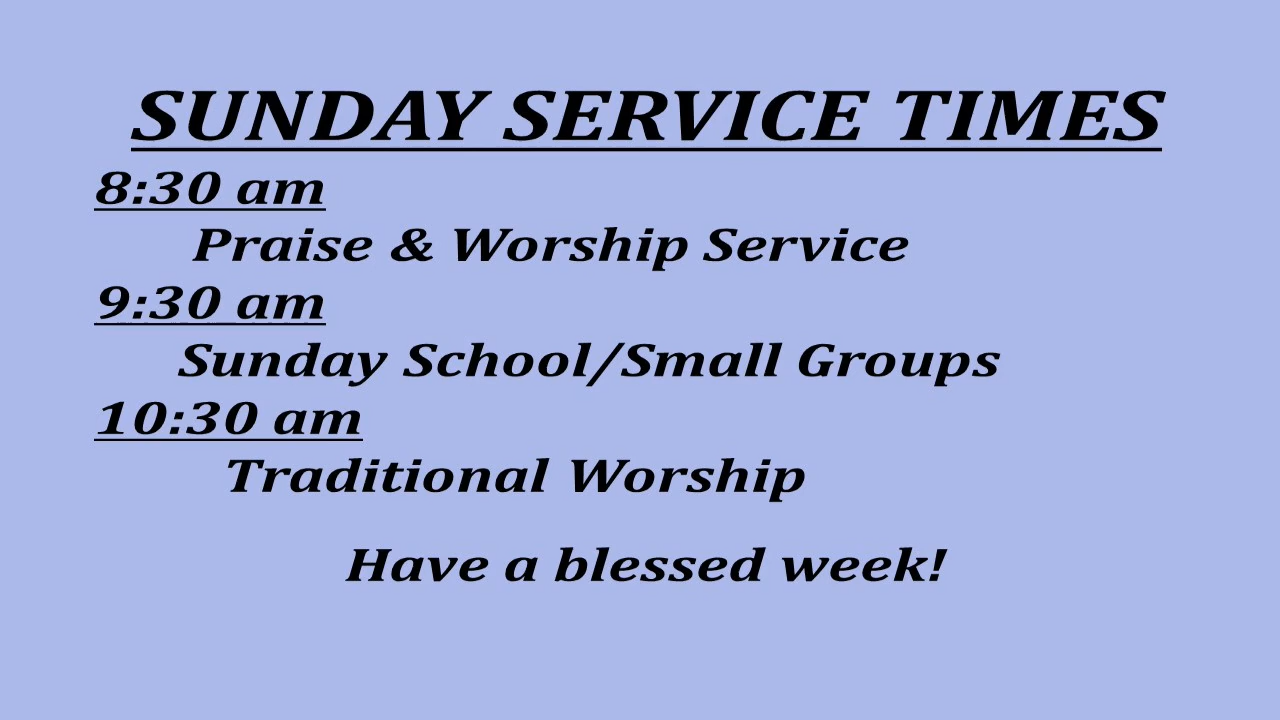 SUNDAY SERVICE TIMES
8:30 am
Praise & Worship Service
9:30 am
Sunday School/Small Groups
10:30 am
Traditional Worship
Have a blessed week!